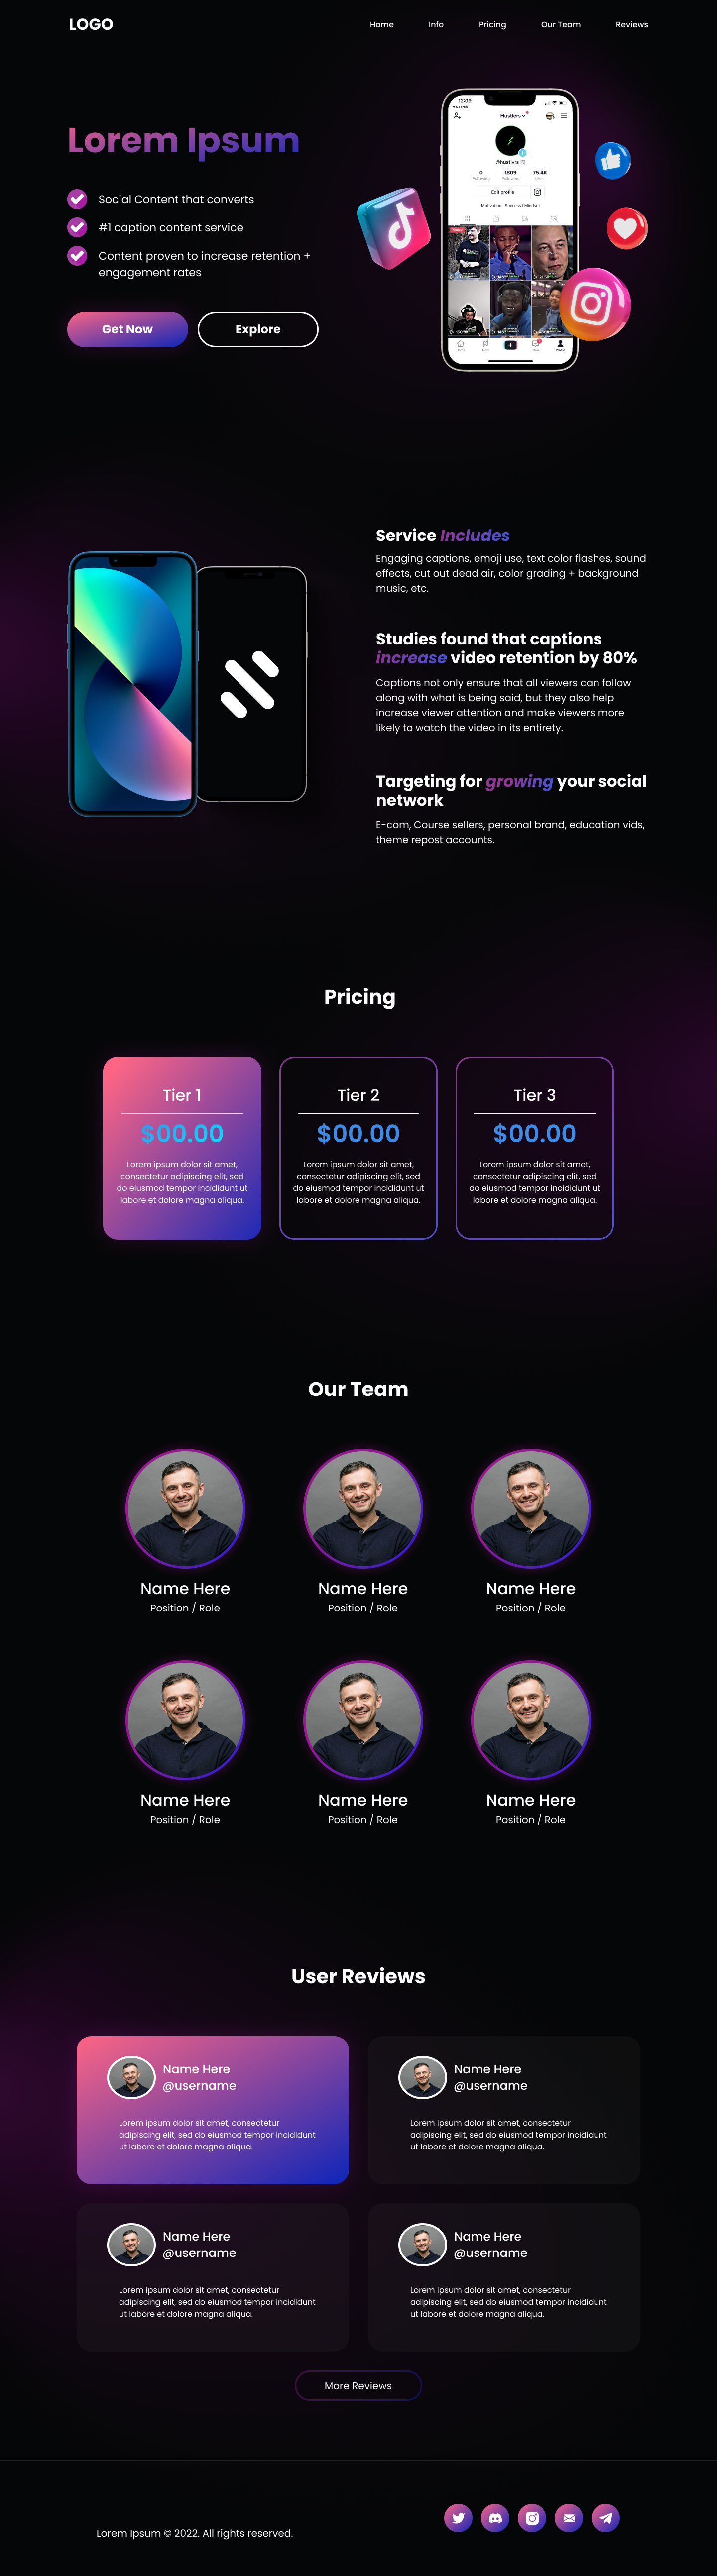 LOGO
Home
Info
Pricing
Our Team
Reviews
Lorem Ipsum
Social Content that converts
#1 caption content service
Content proven to increase retention +
engagement rates
Get Now
Explore
12:09
Search
Hustlers
@hustlvrs
0
1809
75.4K
Following
Followers
Likes
Edit profile
Motivation | Success | Mindset
Profile
Service Includes
Engaging captions, emoji use, text color flashes, sound
effects, cut out dead air, color grading + background
music, etc.
Studies found that captions
increase video retention by 80%
Captions not only ensure that all viewers can follow
along with what is being said, but they also help
increase viewer attention and make viewers more
likely to watch the video in its entirety.
Targeting for growing your social
network
E-com, Course sellers, personal brand, education vids,
theme repost accounts.
Pricing
Tier 1
$00.00
Lorem ipsum dolor sit amet,
consectetur adipiscing elit, sed
do eiusmod tempor incididunt ut
labore et dolore magna aliqua.
Tier 2
$00.00
Lorem ipsum dolor sit amet,
consectetur adipiscing elit, sed
do eiusmod tempor incididunt ut
labore et dolore magna aliqua.
Tier 3
$00.00
Lorem ipsum dolor sit amet,
consectetur adipiscing elit, sed
do eiusmod tempor incididunt ut
labore et dolore magna aliqua.
Our Team
Name Here
Position / Role
Name Here
Position / Role
Name Here
Position / Role
Name Here
Position / Role
Name Here
Position / Role
Name Here
Position / Role
User Reviews
Name Here
@username
Lorem ipsum dolor sit amet, consectetur
adipiscing elit, sed do eiusmod tempor incididunt
ut labore et dolore magna aliqua.
Name Here
@username
Lorem ipsum dolor sit amet, consectetur
adipiscing elit, sed do eiusmod tempor incididunt
ut labore et dolore magna aliqua.
Name Here
@username
Lorem ipsum dolor sit amet, consectetur
adipiscing elit, sed do eiusmod tempor incididunt
ut labore et dolore magna aliqua.
Name Here
@username
Lorem ipsum dolor sit amet, consectetur
adipiscing elit, sed do eiusmod tempor incididunt
ut labore et dolore magna aliqua.
More Reviews
Lorem Ipsum © 2022. All rights reserved.